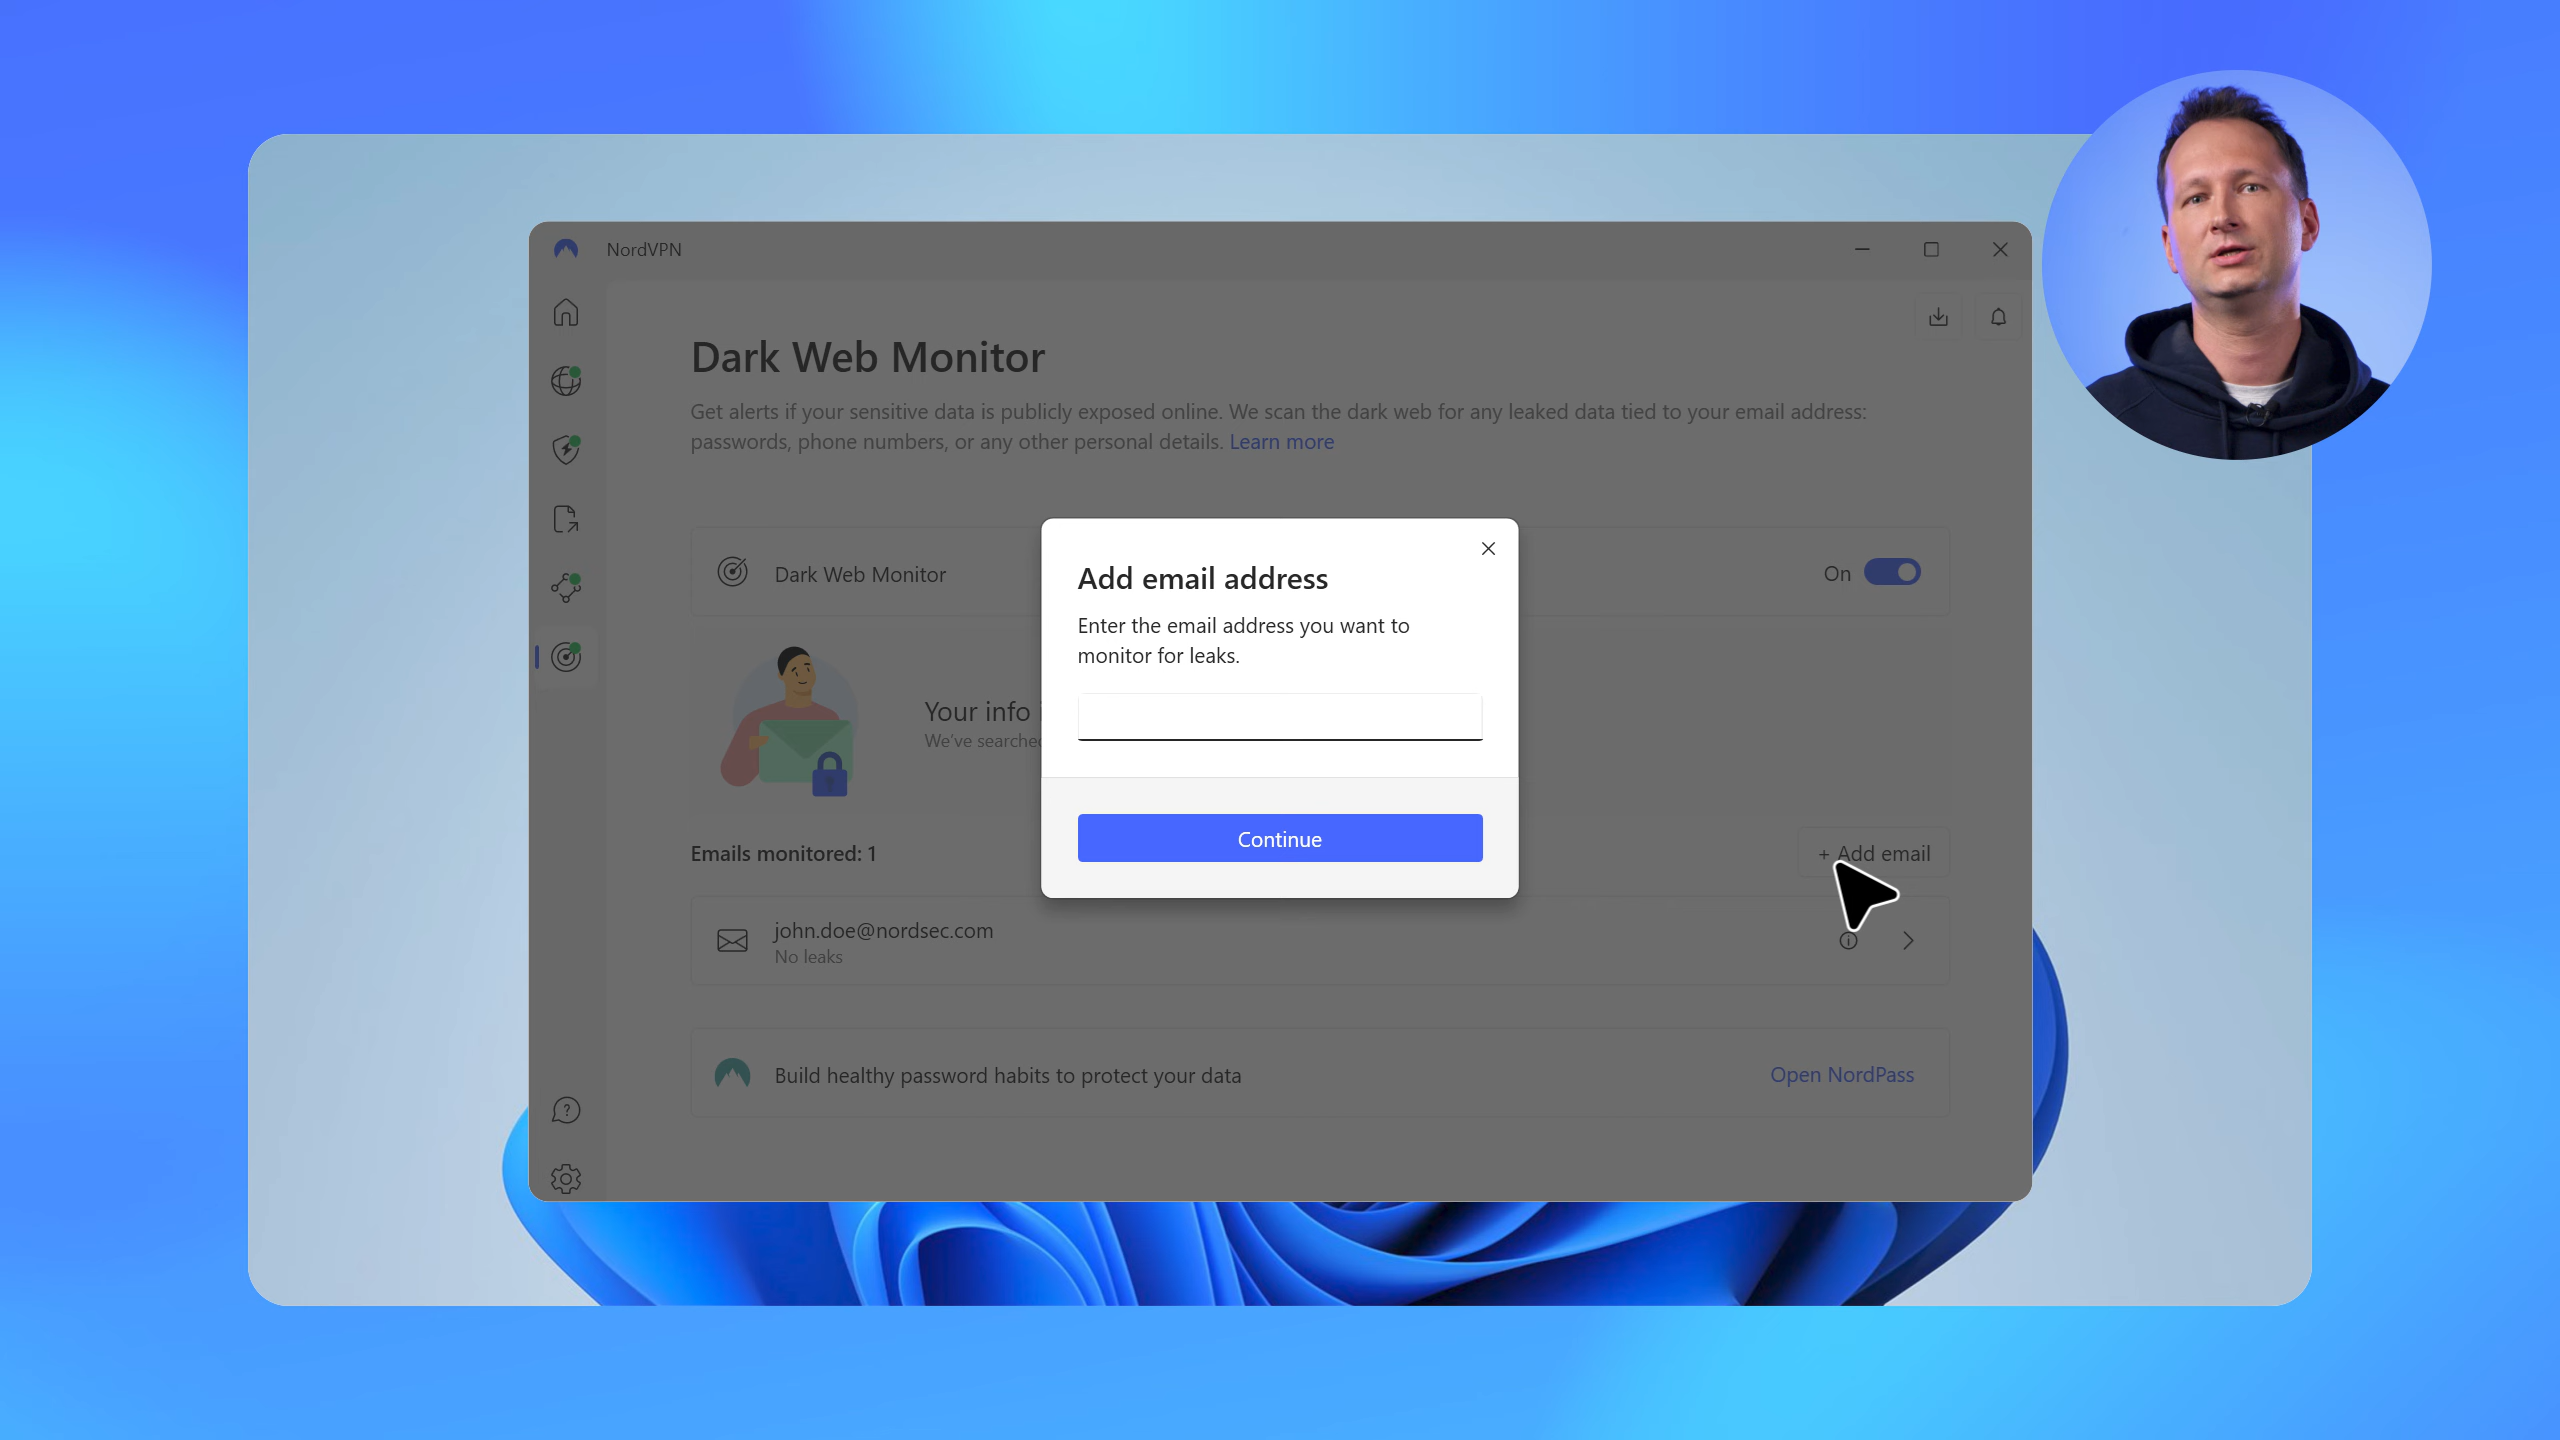 NordVPN
Dark Web Monitor
Get alerts if your sensitive data is publicly exposed online. We scan the dark web for any leaked data tied to your email address:
passwords, phone numbers, or any other personal details. Learn more
Dark Web Monitor
On
Add email address
Enter the email address you want to
monitor for leaks.
Your info
We've searched
Continue
Emails monitored: 1
+ Add email
john.doe@nordsec.com
No leaks
Build healthy password habits to protect your data
Open NordPass